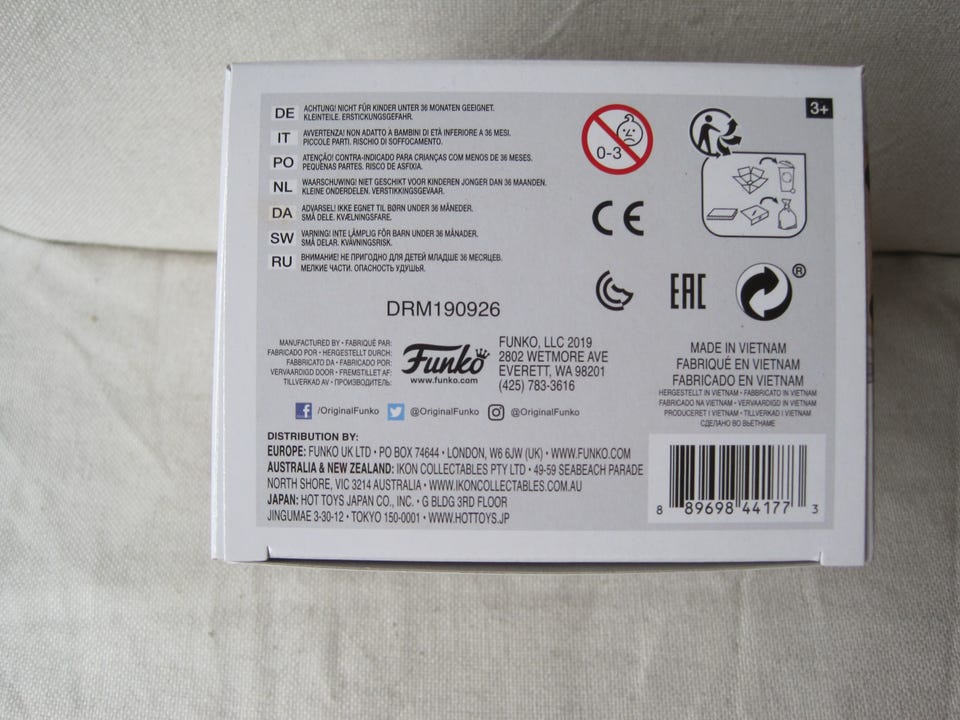 3+
DE ACHTUNG! NICHT FÜR KINDER UNTER 36 MONATEN GEEIGNET.
KLEINTEILE. ERSTICKUNGSGEFAHR.
IT AVVERTENZA! NON ADATTO A BAMBINI DI ETÀ INFERIORE A 36 MESI.
PICCOLE PARTI. RISCHIO DI SOFFOCAMENTO.
PO ATENÇÃO! CONTRA-INDICADO PARA CRIANÇAS COM MENOS DE 36 MESES.
PEQUENAS PARTES. RISCO DE ASFIXIA.
NL WAARSCHUWING! NIET GESCHIKT VOOR KINDEREN JONGER DAN 36 MAANDEN.
KLEINE ONDERDELEN. VERSTIKKINGSGEVAAR.
DA ADVARSEL! IKKE EGNET TIL BØRN UNDER 36 MÅNEDER.
SMÅ DELE. KVÆLNINGSFARE.
SW VARNING! INTE LÄMPLIG FÖR BARN UNDER 36 MÅNADER.
SMÅ DELAR. KVÄVNINGSRISK.
RU ВНИМАНИЕ! НЕ ПРИГОДНО ДЛЯ ДЕТЕЙ МЛАДШЕ 36 МЕСЯЦЕВ.
МЕЛКИЕ ЧАСТИ. ОПАСНОСТЬ УДУШЬЯ.
0-3
CE
EAC
®
DRM190926
MANUFACTURED BY • FABRIQUÉ PAR:
FABRICADO POR • HERGESTELLT DURCH:
FABBRICATO DA • FABRICADO POR:
VERVAARDIGD DOOR • FREMSTILLET AF:
TILLVERKAD AV • ПРОИЗВОДИТЕЛЬ:
Funko
www.funko.com
FUNKO, LLC 2019
2802 WETMORE AVE
EVERETT, WA 98201
(425) 783-3616
MADE IN VIETNAM
FABRIQUÉ EN VIETNAM
FABRICADO EN VIETNAM
HERGESTELLT IN VIETNAM • FABBRICATO IN VIETNAM
FABRICADO NA VIETNAM • VERVAARDIGD IN VIETNAM
PRODUCERET I VIETNAM • TILLVERKAD I VIETNAM
СДЕЛАНО ВО ВЬЕТНАМЕ
/OriginalFunko @OriginalFunko @OriginalFunko
DISTRIBUTION BY:
EUROPE: FUNKO UK LTD • PO BOX 74644 • LONDON, W6 6JW (UK) • WWW.FUNKO.COM
AUSTRALIA & NEW ZEALAND: IKON COLLECTABLES PTY LTD • 49-59 SEABEACH PARADE
NORTH SHORE, VIC 3214 AUSTRALIA • WWW.IKONCOLLECTABLES.COM.AU
JAPAN: HOT TOYS JAPAN CO., INC. • G BLDG 3RD FLOOR
JINGUMAE 3-30-12 • TOKYO 150-0001 • WWW.HOTTOYS.JP
8 89698 44177 3